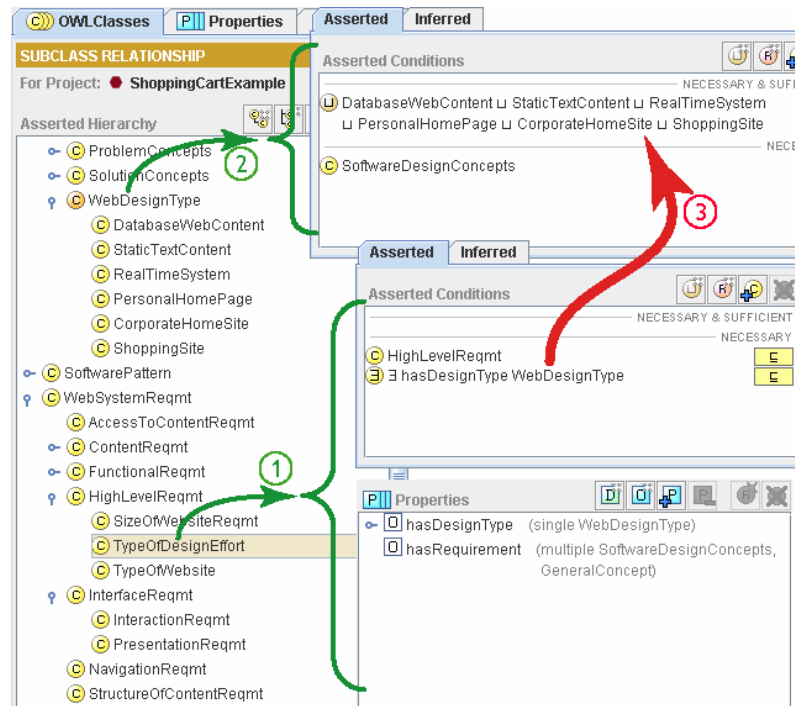 OWLClasses
Properties
SUBCLASS RELATIONSHIP
For Project: ShoppingCartExample
Asserted Hierarchy
ProblemConcepts
SolutionConcepts
WebDesignType
DatabaseWebContent
StaticTextContent
RealTimeSystem
PersonalHomePage
CorporateHomeSite
ShoppingSite
SoftwarePattern
WebSystemReqmt
AccessToContentReqmt
ContentReqmt
FunctionalReqmt
HighLevelReqmt
SizeOfWebsiteReqmt
TypeOfDesignEffort
TypeOfWebsite
InterfaceReqmt
InteractionReqmt
PresentationReqmt
NavigationReqmt
StructureOfContentReqmt
1
2
Asserted Inferred
Asserted Conditions
NECESSARY & SUFFI
DatabaseWebContent ⊔ StaticTextContent ⊔ RealTimeSystem
⊔ PersonalHomePage ⊔ CorporateHomeSite ⊔ ShoppingSite
NECE
SoftwareDesignConcepts
3
Asserted Inferred
Asserted Conditions
NECESSARY & SUFFICIENT
NECESSARY
HighLevelReqmt ⊑
∃ hasDesignType WebDesignType ⊑
Properties
hasDesignType (single WebDesignType)
hasRequirement (multiple SoftwareDesignConcepts,
GeneralConcept)